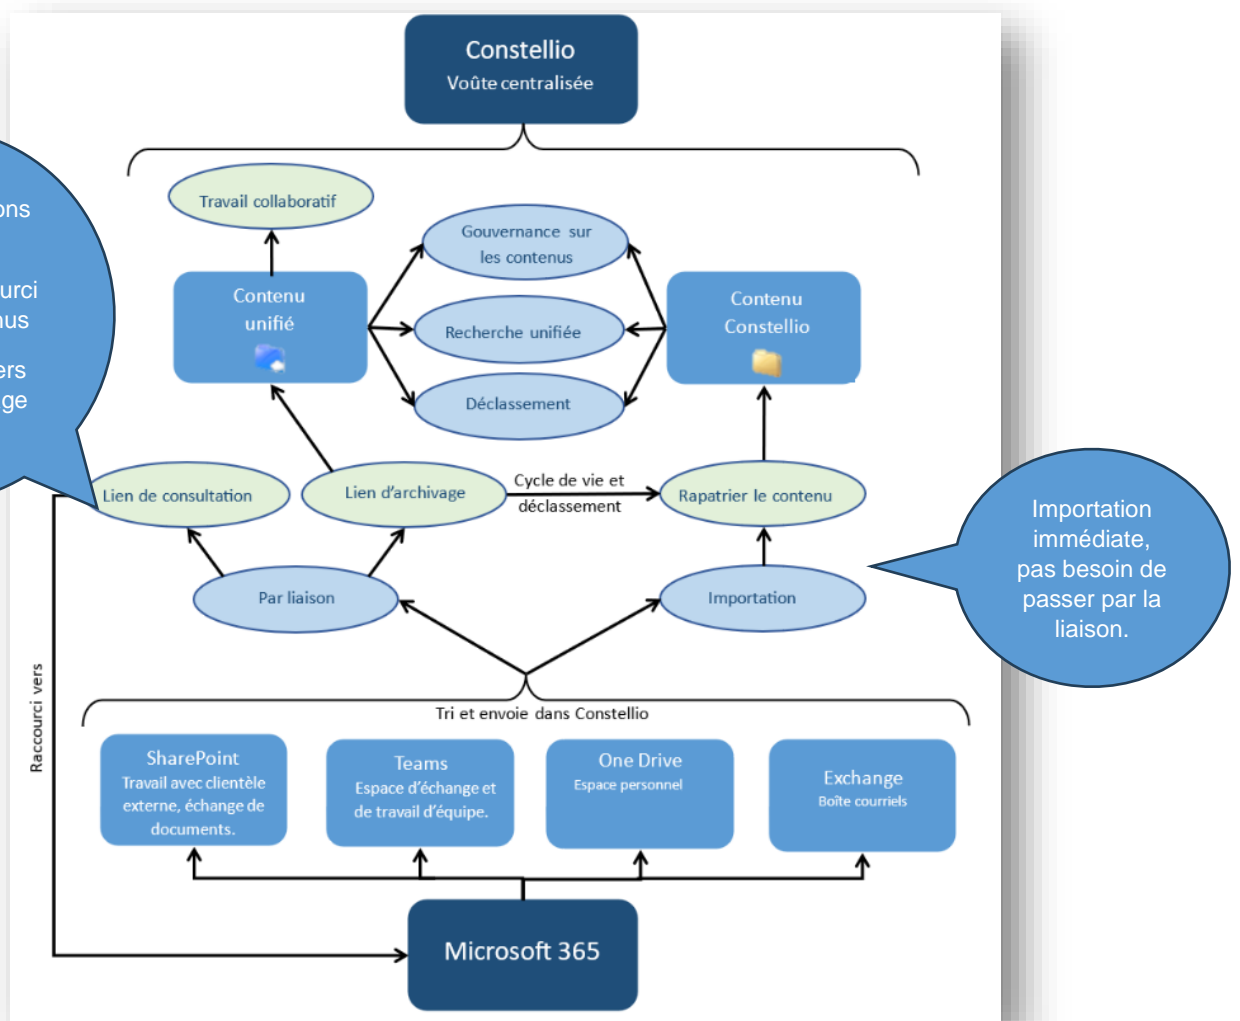 Constellio
Voûte centralisée
Travail collaboratif
Gouvernance sur
les contenus
Contenu
unifié
Contenu
Constellio
Recherche unifiée
Déclassement
Lien de consultation
Lien d'archivage
Cycle de vie et
déclassement
Rapatrier le contenu
Importation
immédiate,
pas besoin de
passer par la
liaison.
Par liaison
Importation
Raccourci vers
Tri et envoie dans Constellio
SharePoint
Travail avec clientèle
externe, échange de
documents.
Teams
Espace d'échange et
de travail d'équipe.
One Drive
Espace personnel
Exchange
Boîte courriels
Microsoft 365